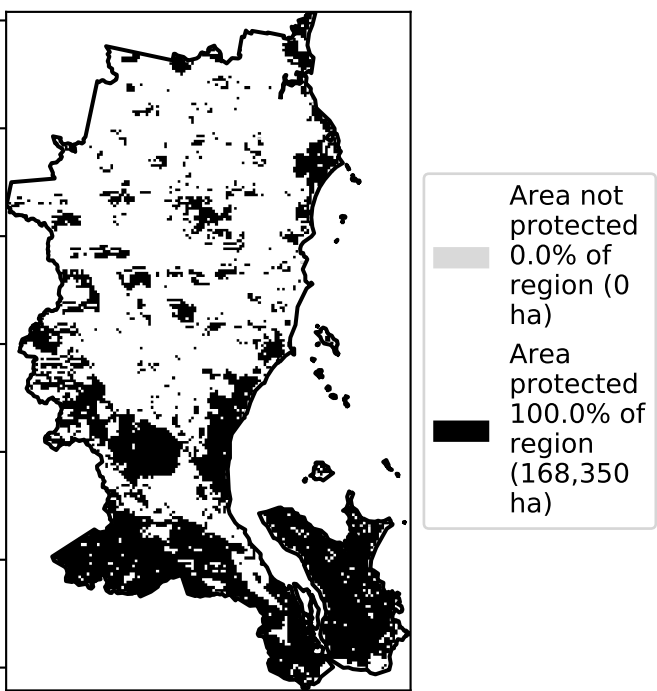 Area not
protected
0.0% of
region (0
ha)
Area
protected
100.0% of
region
(168,350
ha)